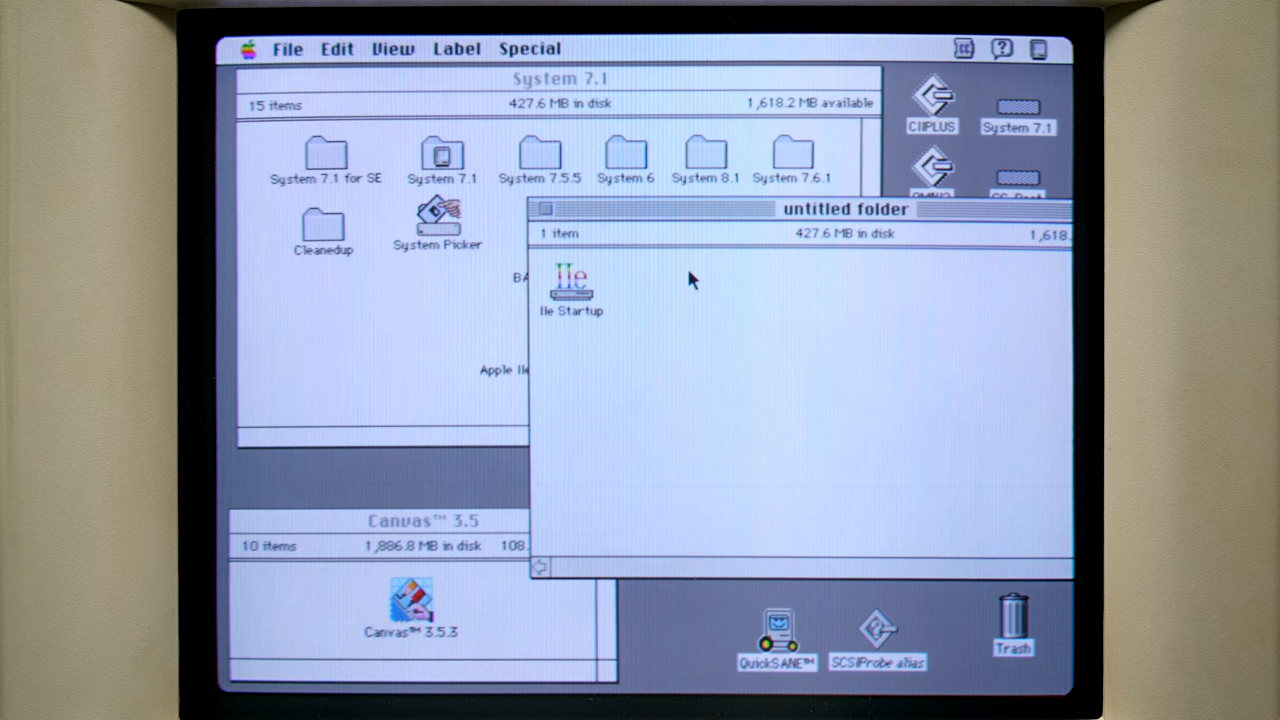 File Edit View Label Special
System 7.1
15 items 427.6 MB in disk 1,618.2 MB available
System 7.1 for SE System 7.1 System 7.5.5 System 6 System 8.1 System 7.6.1
Cleanedup System Picker
BA
Apple IIe
CIIPLUS System 7.1
untitled folder
1 item 427.6 MB in disk 1,618.
IIe
IIe Startup
Canvas™ 3.5
10 items 1,886.8 MB in disk 108.
Canvas™ 3.5.3
QuickSANE™ SCSIProbe alias Trash